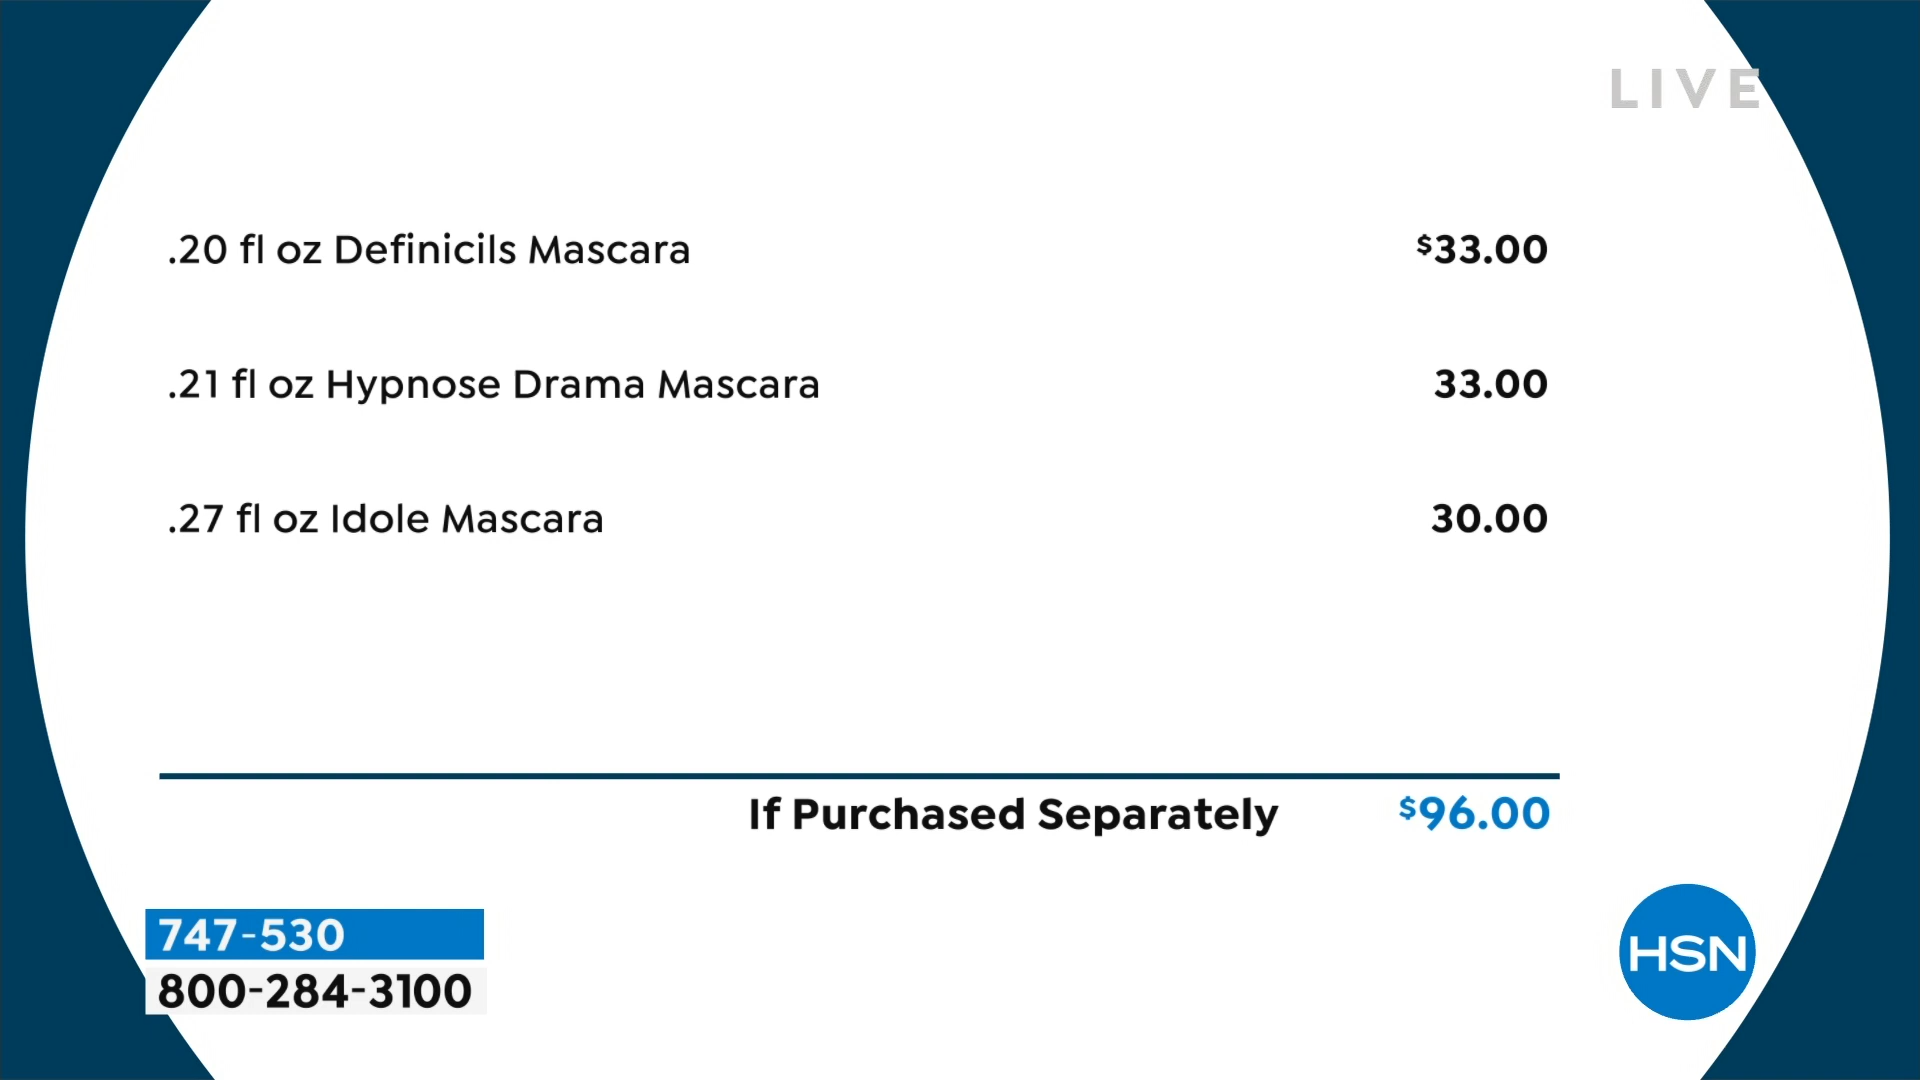 LIVE
.20 fl oz Definicils Mascara $33.00
.21 fl oz Hypnose Drama Mascara 33.00
.27 fl oz Idole Mascara 30.00
If Purchased Separately $96.00
747-530
800-284-3100
HSN